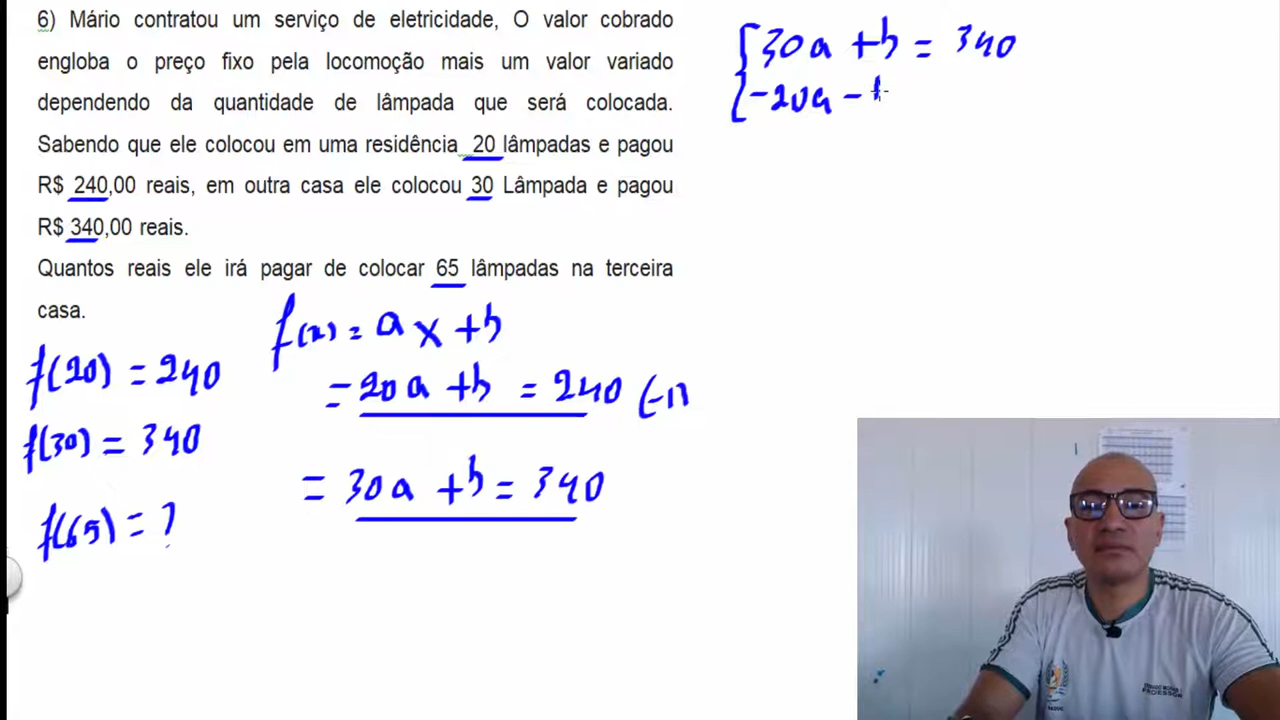 6) Mário contratou um serviço de eletricidade, O valor cobrado
engloba o preço fixo pela locomoção mais um valor variado
dependendo da quantidade de lâmpada que será colocada.
Sabendo que ele colocou em uma residência 20 lâmpadas e pagou
R$ 240,00 reais, em outra casa ele colocou 30 Lâmpada e pagou
R$ 340,00 reais.
Quantos reais ele irá pagar de colocar 65 lâmpadas na terceira
casa.
f(x) = ax + b
f(20) = 240
= 20a + b = 240 (-1)
f(30) = 340
= 30a + b = 340
f(65) = ?
30a + b = 340
-20a -
PROFESSOR